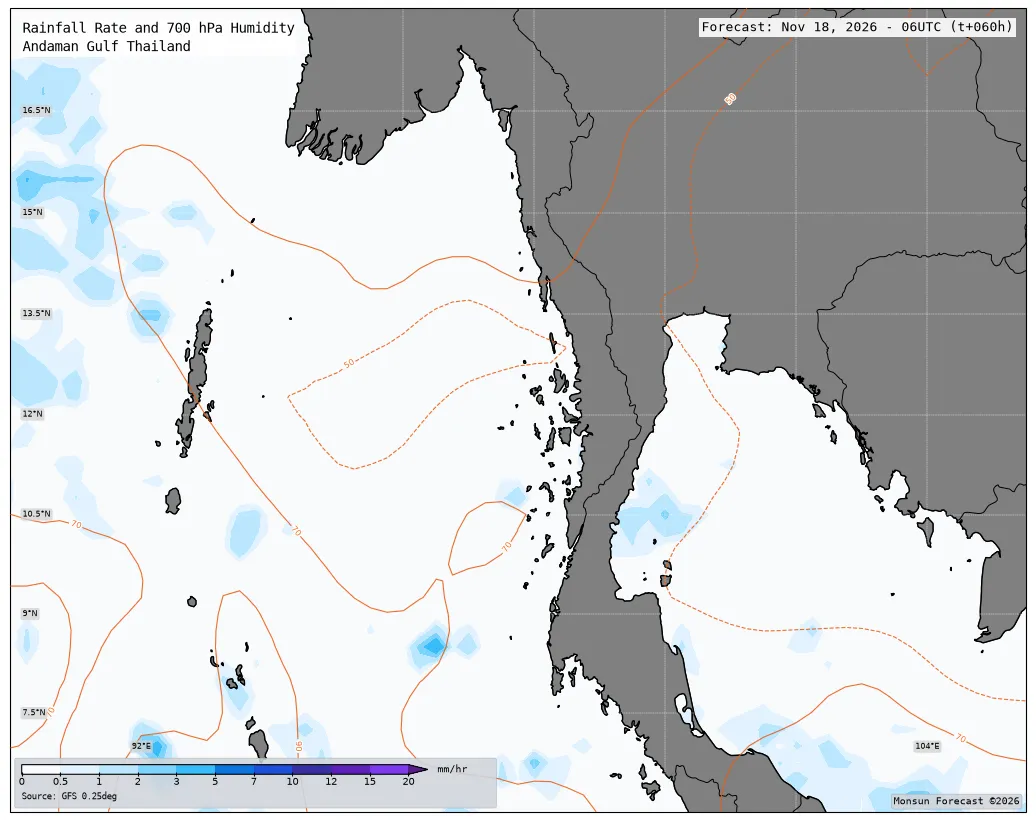 Rainfall Rate and 700 hPa Humidity
Andaman Gulf Thailand
Forecast: Nov 18, 2026 - 06UTC (t+060h)
16.5°N
15°N
13.5°N
50
12°N
10.5°N
70
70
70
9°N
7.5°N
70
92°E
90
104°E
70
0 0.5 1 2 3 5 7 10 12 15 20 mm/hr
Source: GFS 0.25deg
Monsun Forecast ©2026